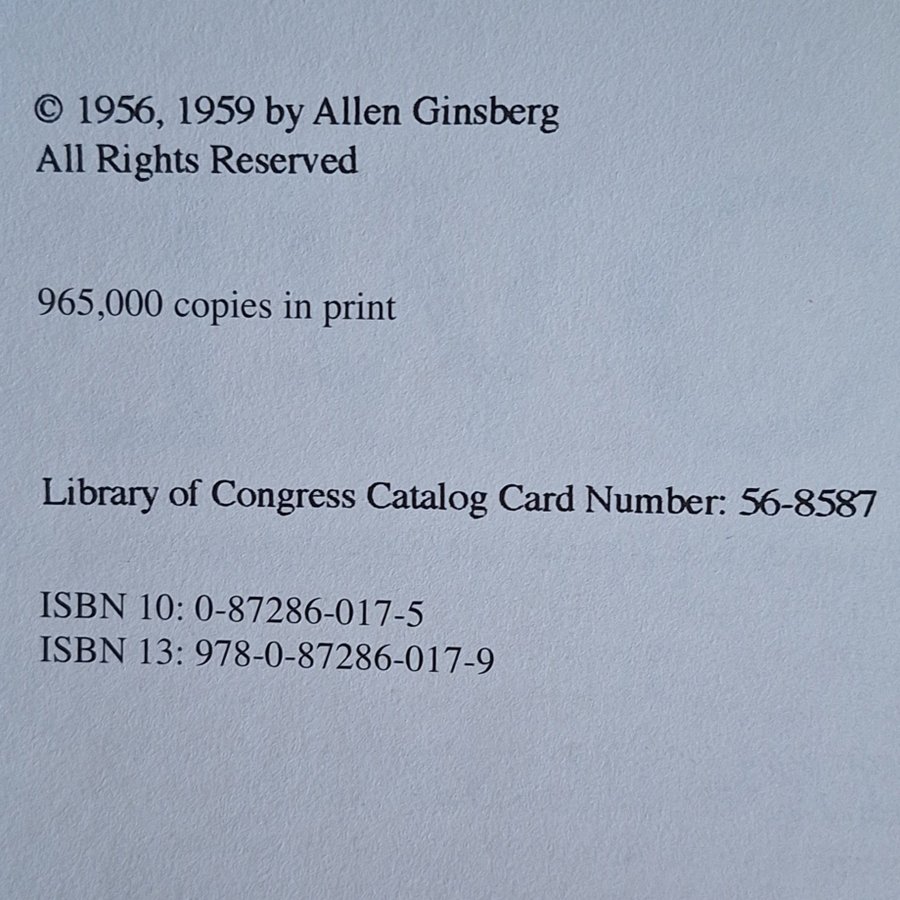 © 1956, 1959 by Allen Ginsberg
All Rights Reserved
965,000 copies in print
Library of Congress Catalog Card Number: 56-8587
ISBN 10: 0-87286-017-5
ISBN 13: 978-0-87286-017-9